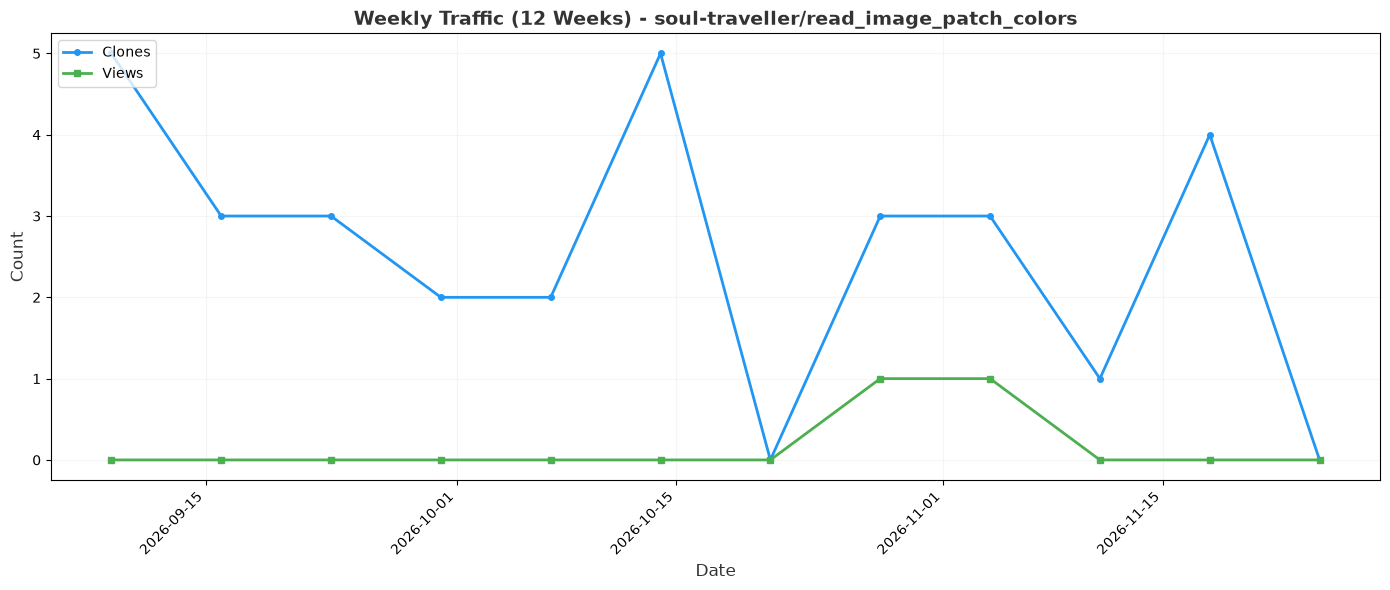 Weekly Traffic (12 Weeks) - soul-traveller/read_image_patch_colors
Clones
Views
Count
5
4
3
2
1
0
2026-09-15
2026-10-01
2026-10-15
2026-11-01
2026-11-15
Date